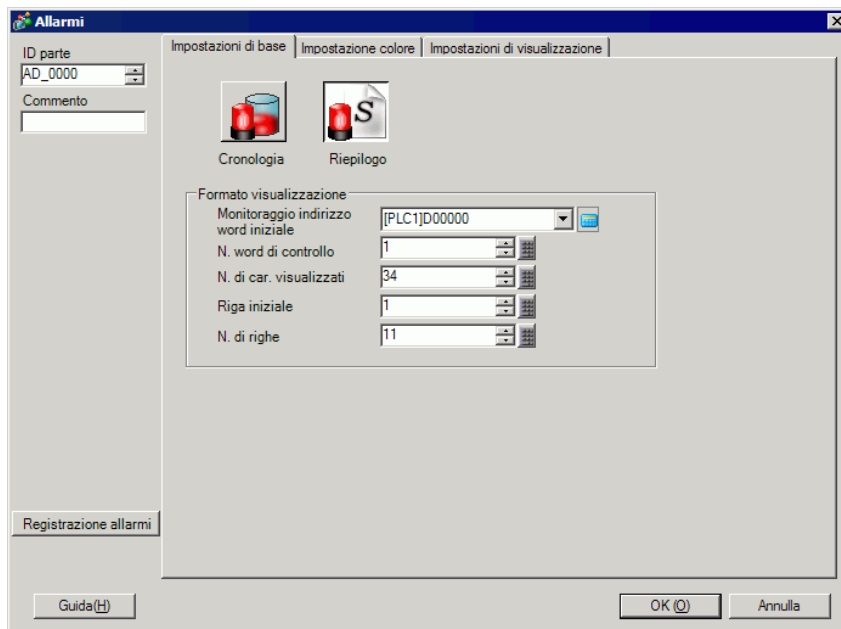 Allarmi
ID parte
AD_0000
Commento
Impostazioni di base
Impostazione colore
Impostazioni di visualizzazione
Cronologia
S
Riepilogo
Formato visualizzazione
Monitoraggio indirizzo
word iniziale
[PLC1]D00000
N. word di controllo
1
N. di car. visualizzati
34
Riga iniziale
1
N. di righe
11
Registrazione allarmi
Guida(H)
OK (O)
Annulla